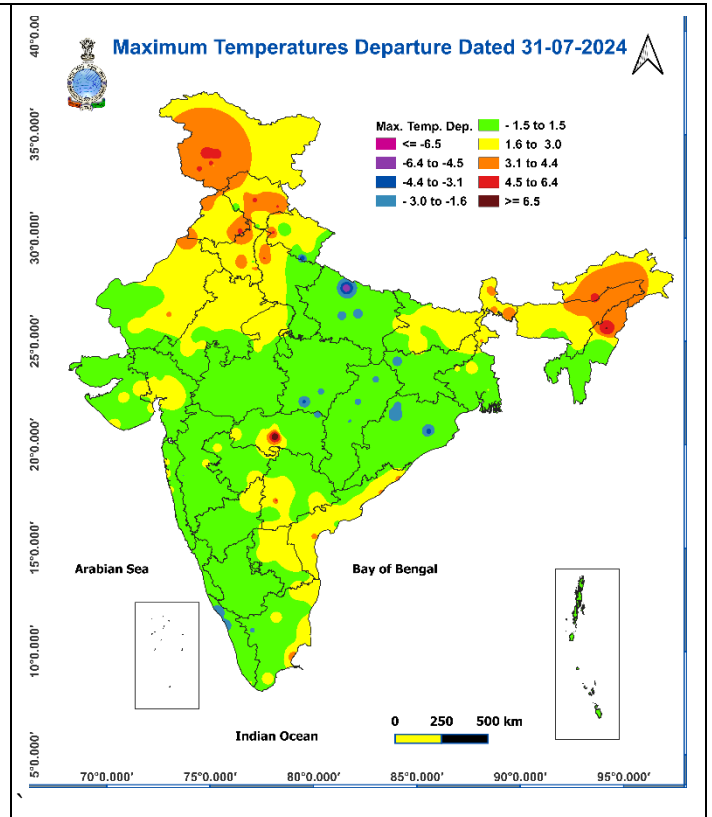 Maximum Temperatures Departure Dated 31-07-2024
40°0.00
35°0.000'
30°0.000'
25°0.000'
20°0.000'
15°0.000'
10°0.000'
5°0.000'
Max. Temp. Dep.
<= -6.5
-6.4 to -4.5
-4.4 to -3.1
- 3.0 to -1.6
- 1.5 to 1.5
1.6 to 3.0
3.1 to 4.4
4.5 to 6.4
>= 6.5
Arabian Sea
Bay of Bengal
Indian Ocean
0 250 500 km
70°0.000' 75°0.000' 80°0.000' 85°0.000' 90°0.000' 95°0.000'
`